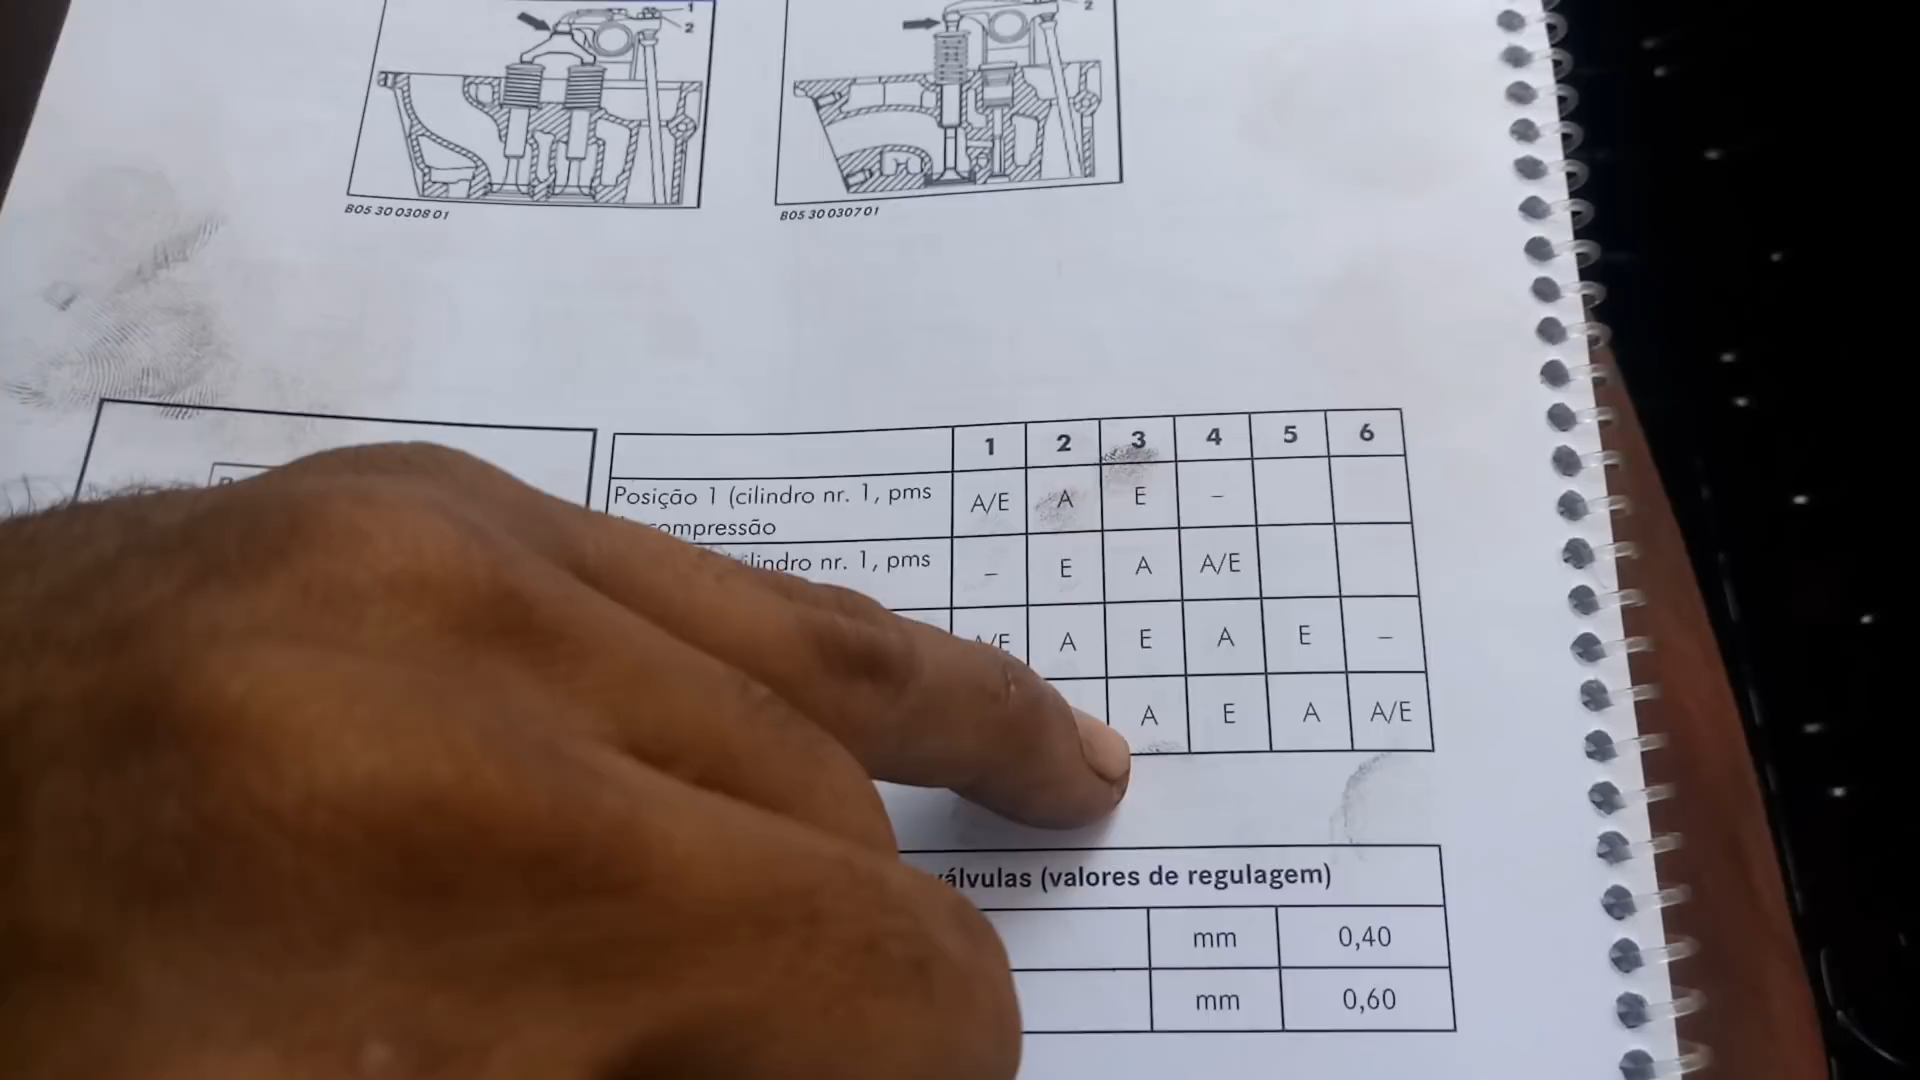 1
2
2
B05 30 0308 01
B05 30 0307 01
1 2 3 4 5 6
Posição 1 (cilindro nr. 1, pms
compressão
A/E A E –
cilindro nr. 1, pms
– E A A/E
A/E A E A E –
A E A A/E
válvulas (valores de regulagem)
mm 0,40
mm 0,60